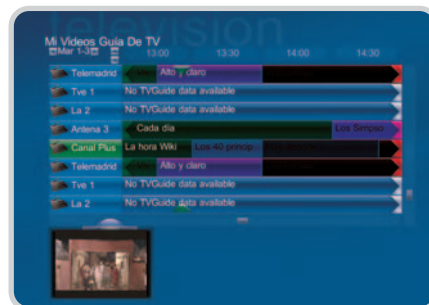 television
Mi Videos Guía De TV
Mar 1-3 13:00 13:30 14:00 14:30
Telemadrid Alto y claro
Tve 1 No TVGuide data available
La 2 No TVGuide data available
Antena 3 Cada día Los Simpso
Canal Plus La hora Wiki Los 40 princip
Telemadrid Alto y claro
Tve 1 No TVGuide data available
La 2 No TVGuide data available